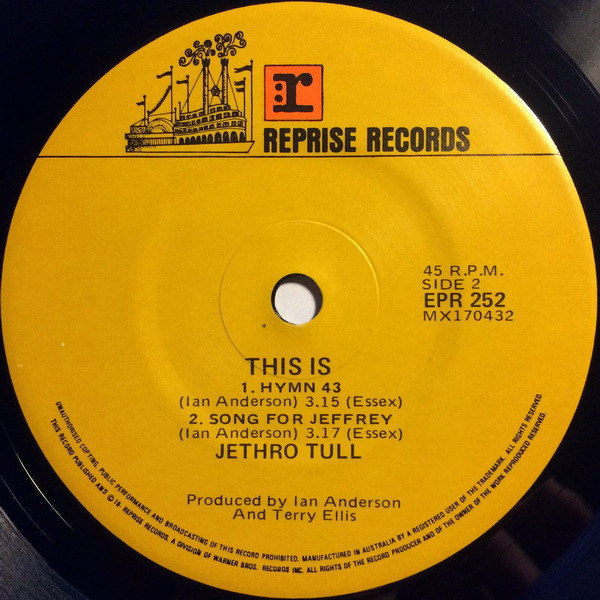 r
REPRISE RECORDS
45 R.P.M.
SIDE 2
EPR 252
MX170432
THIS IS
1. HYMN 43
(Ian Anderson) 3.15 (Essex)
2. SONG FOR JEFFREY
(Ian Anderson) 3.17 (Essex)
JETHRO TULL
Produced by Ian Anderson
And Terry Ellis
UNAUTHORISED COPYING, PUBLIC PERFORMANCE AND BROADCASTING OF THIS RECORD PROHIBITED. MANUFACTURED IN AUSTRALIA BY A REGISTERED USER OF THE TRADEMARK. ALL RIGHTS RESERVED.
THIS RECORD PUBLISHED AND REPRISE RECORDS, A DIVISION OF WARNER BROS. RECORDS INC. ALL RIGHTS OF THE RECORD PRODUCER AND OF THE OWNER OF THE WORK REPRODUCED RESERVED.